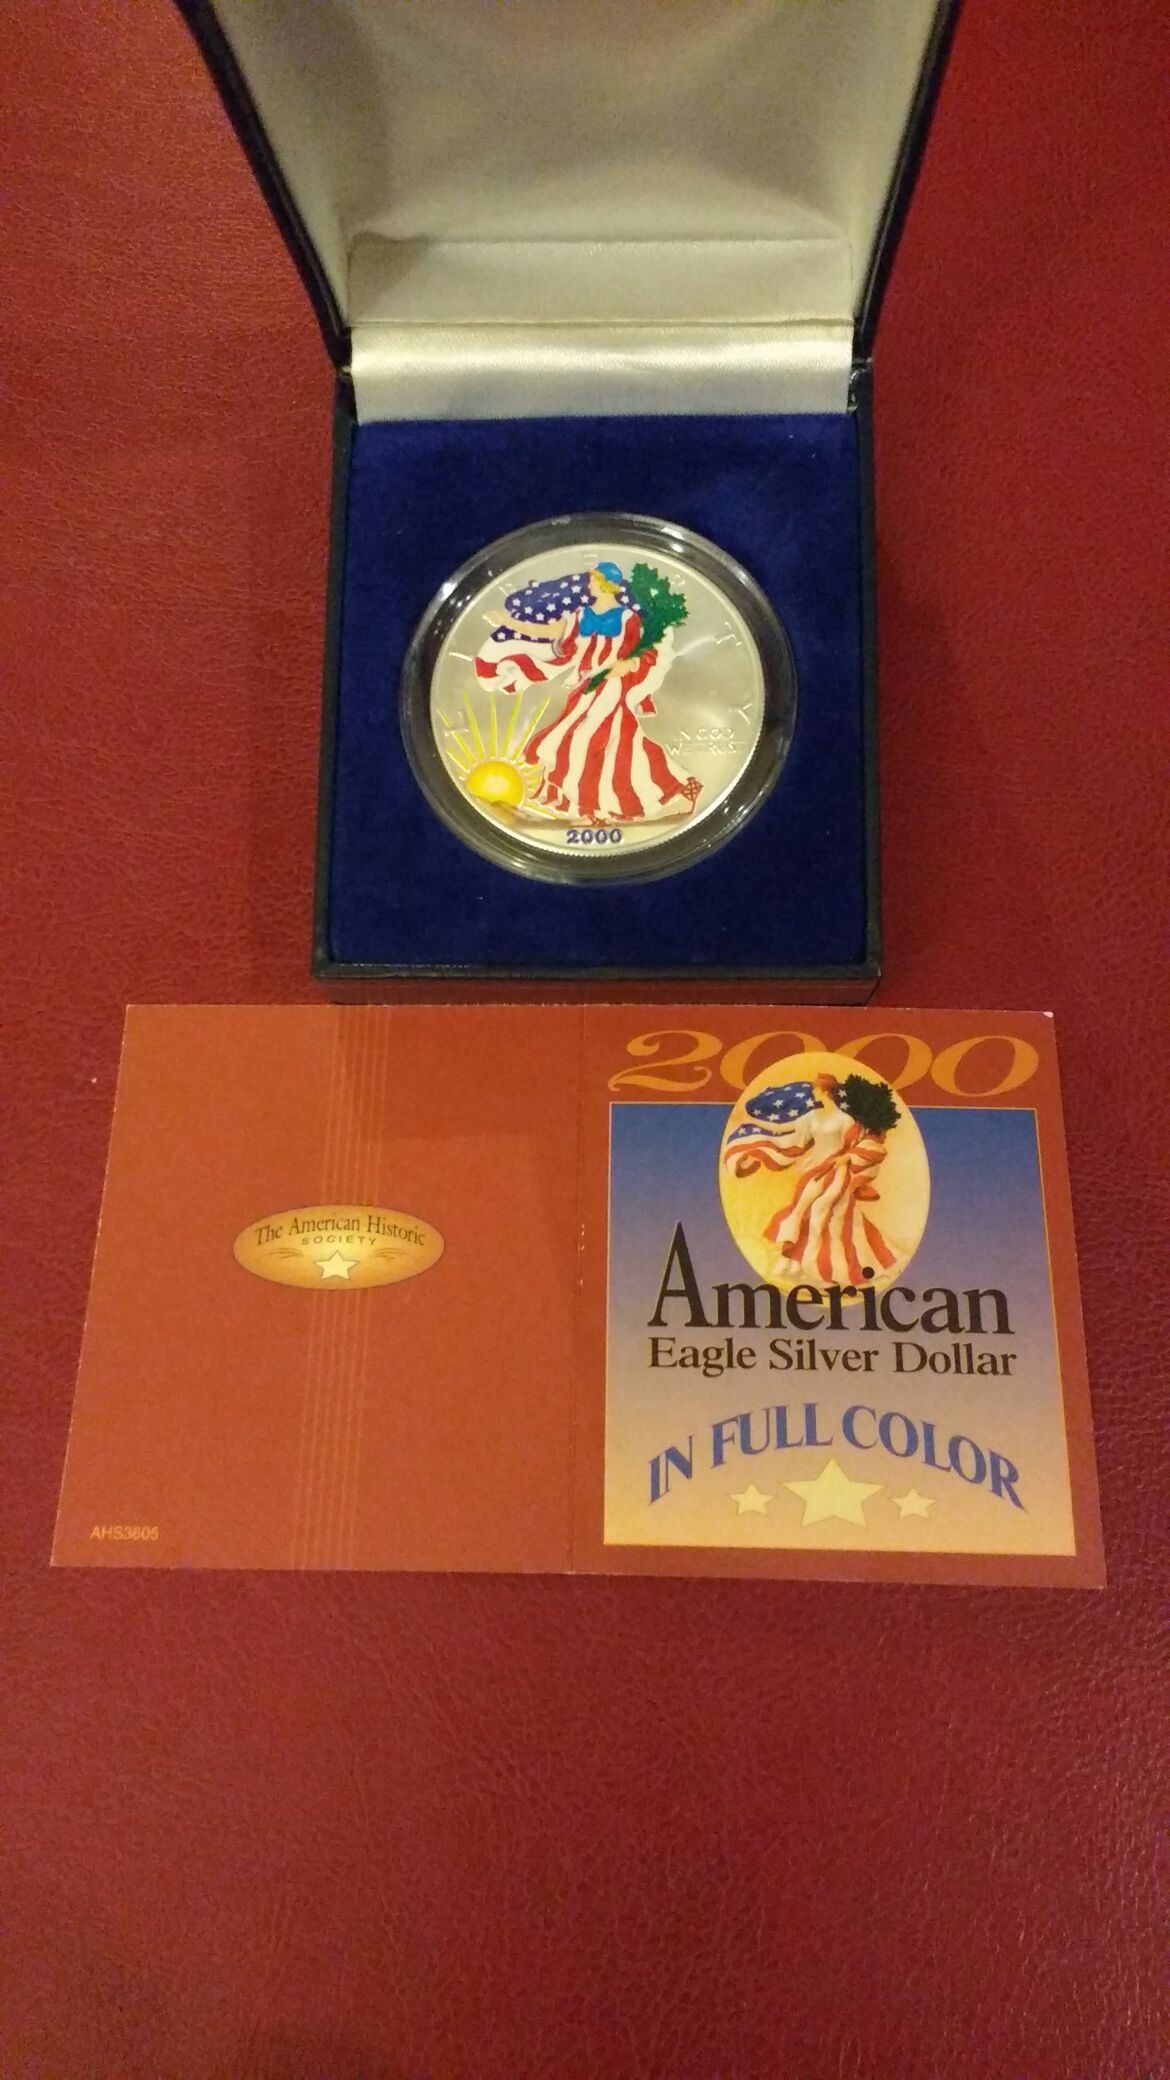 LIBERTY
IN GOD
WE TRUST
2000
The American Historic
SOCIETY
AHS3605
2000
American
Eagle Silver Dollar
IN FULL COLOR